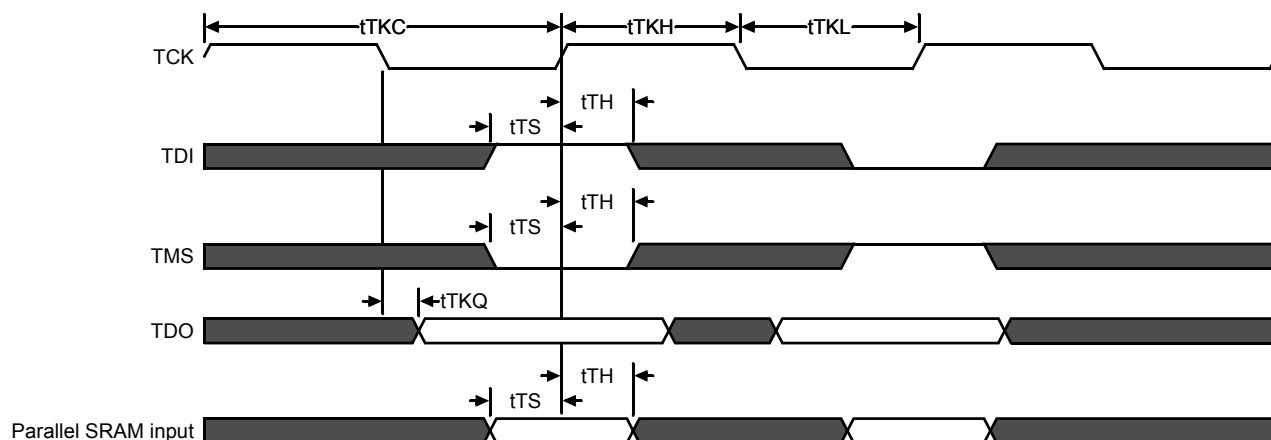 tTKC tTKH tTKL
TCK
tTH
tTS
TDI
tTH
tTS
TMS
tTKQ
TDO
tTH
tTS
Parallel SRAM input